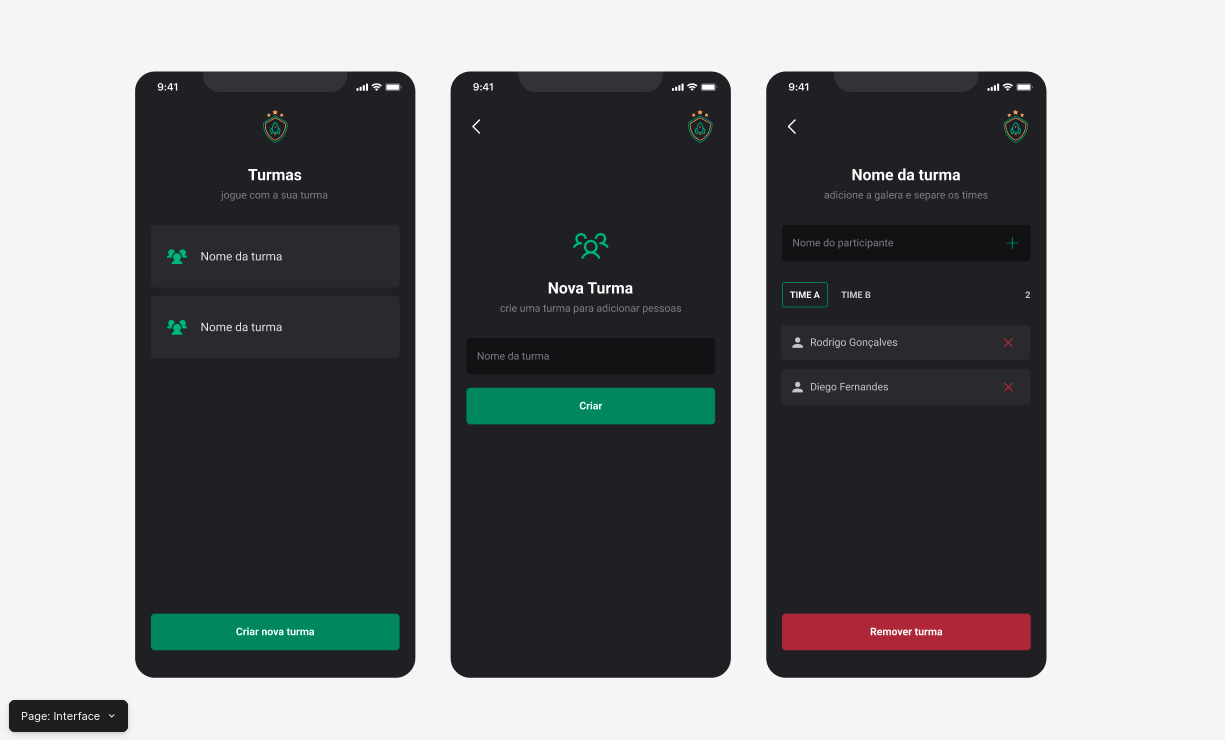 9:41
Turmas
jogue com a sua turma
Nome da turma
Nome da turma
Criar nova turma
9:41
Nova Turma
crie uma turma para adicionar pessoas
Nome da turma
Criar
9:41
Nome da turma
adicione a galera e separe os times
Nome do participante
TIME A TIME B 2
Rodrigo Gonçalves
Diego Fernandes
Remover turma
Page: Interface